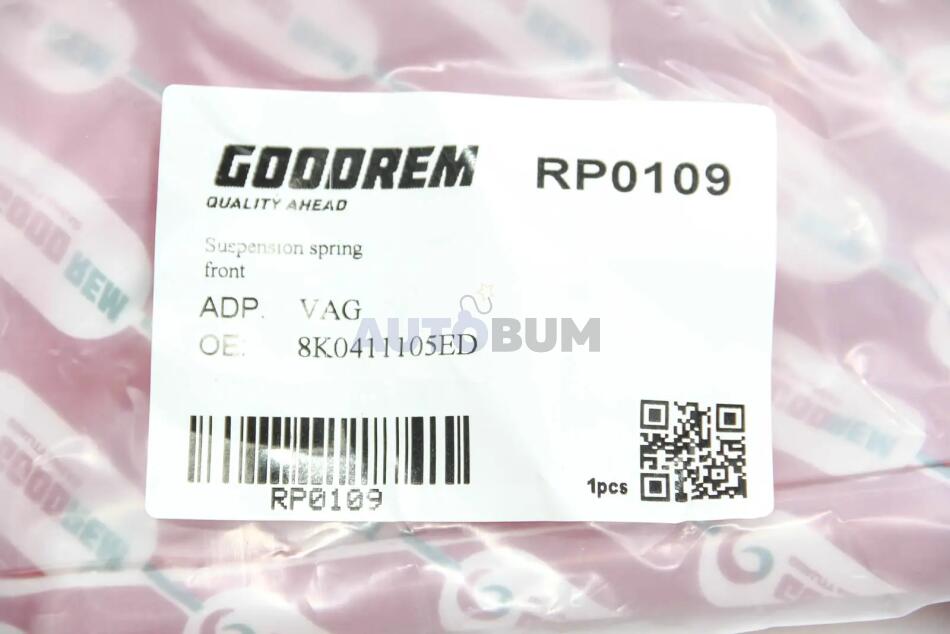 GOODREM
QUALITY AHEAD
RP0109
Suspension spring
front
ADP. VAG
OE: 8K0411105ED
AUTOBUM
RP0109
1pcs